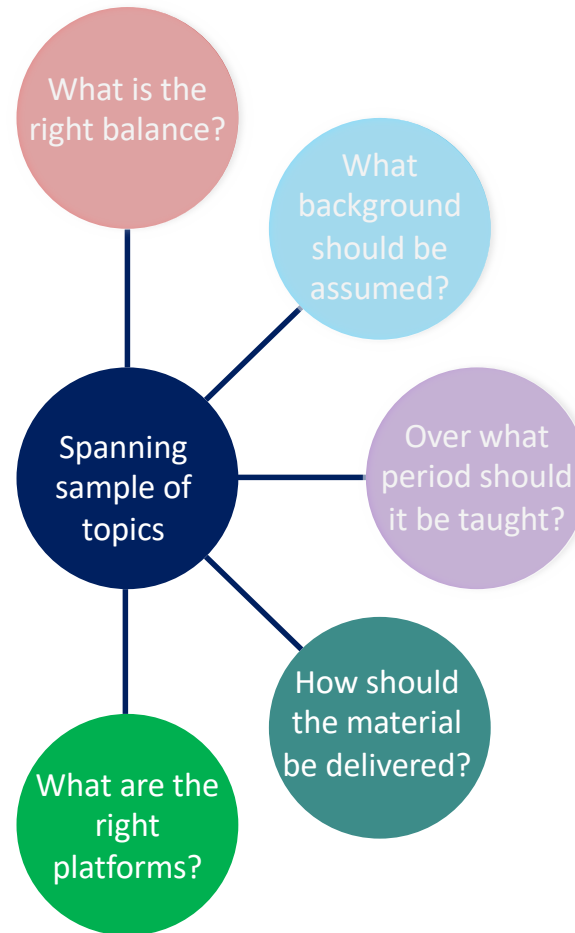 What is the
right balance?
What
background
should be
assumed?
Over what
period should
it be taught?
Spanning
sample of
topics
How should
the material
be delivered?
What are the
right
platforms?